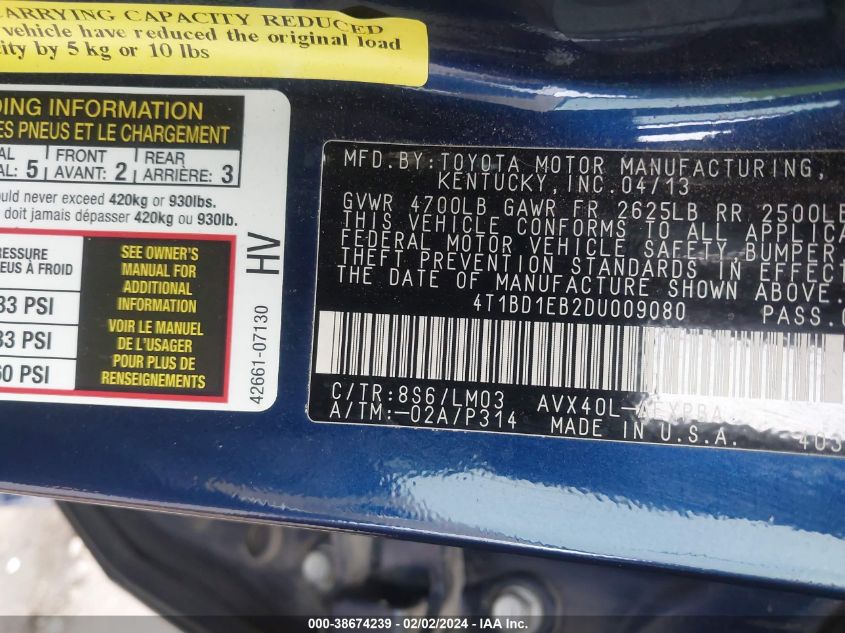 CARRYING CAPACITY REDUCED
vehicle have reduced the original load
city by 5 kg or 10 lbs
DING INFORMATION
ES PNEUS ET LE CHARGEMENT
AL: 5 FRONT AVANT: 2 REAR ARRIÈRE: 3
ould never exceed 420kg or 930lbs.
doit jamais dépasser 420kg ou 930lb.
RESSURE
EUS À FROID
33 PSI
33 PSI
60 PSI
SEE OWNER'S
MANUAL FOR
ADDITIONAL
INFORMATION
VOIR LE MANUEL
DE L'USAGER
POUR PLUS DE
RENSEIGNEMENTS
HV
42661-07130
MFD.BY:TOYOTA MOTOR MANUFACTURING,
KENTUCKY, INC. 04/13
GVWR 4700LB GAWR FR 2625LB RR 2500LB
THIS VEHICLE CONFORMS TO ALL APPLICA
FEDERAL MOTOR VEHICLE SAFETY,BUMPER,
THEFT PREVENTION STANDARDS IN EFFECT
THE DATE OF MANUFACTURE SHOWN ABOVE.
4T1BD1EB2DU009080 PASS.C
C/TR:8S6/LM03 AVX40L-
A/TM:-02A/P314 MADE IN U.S.A. 403
000-38674239 - 02/02/2024 - IAAI.COM